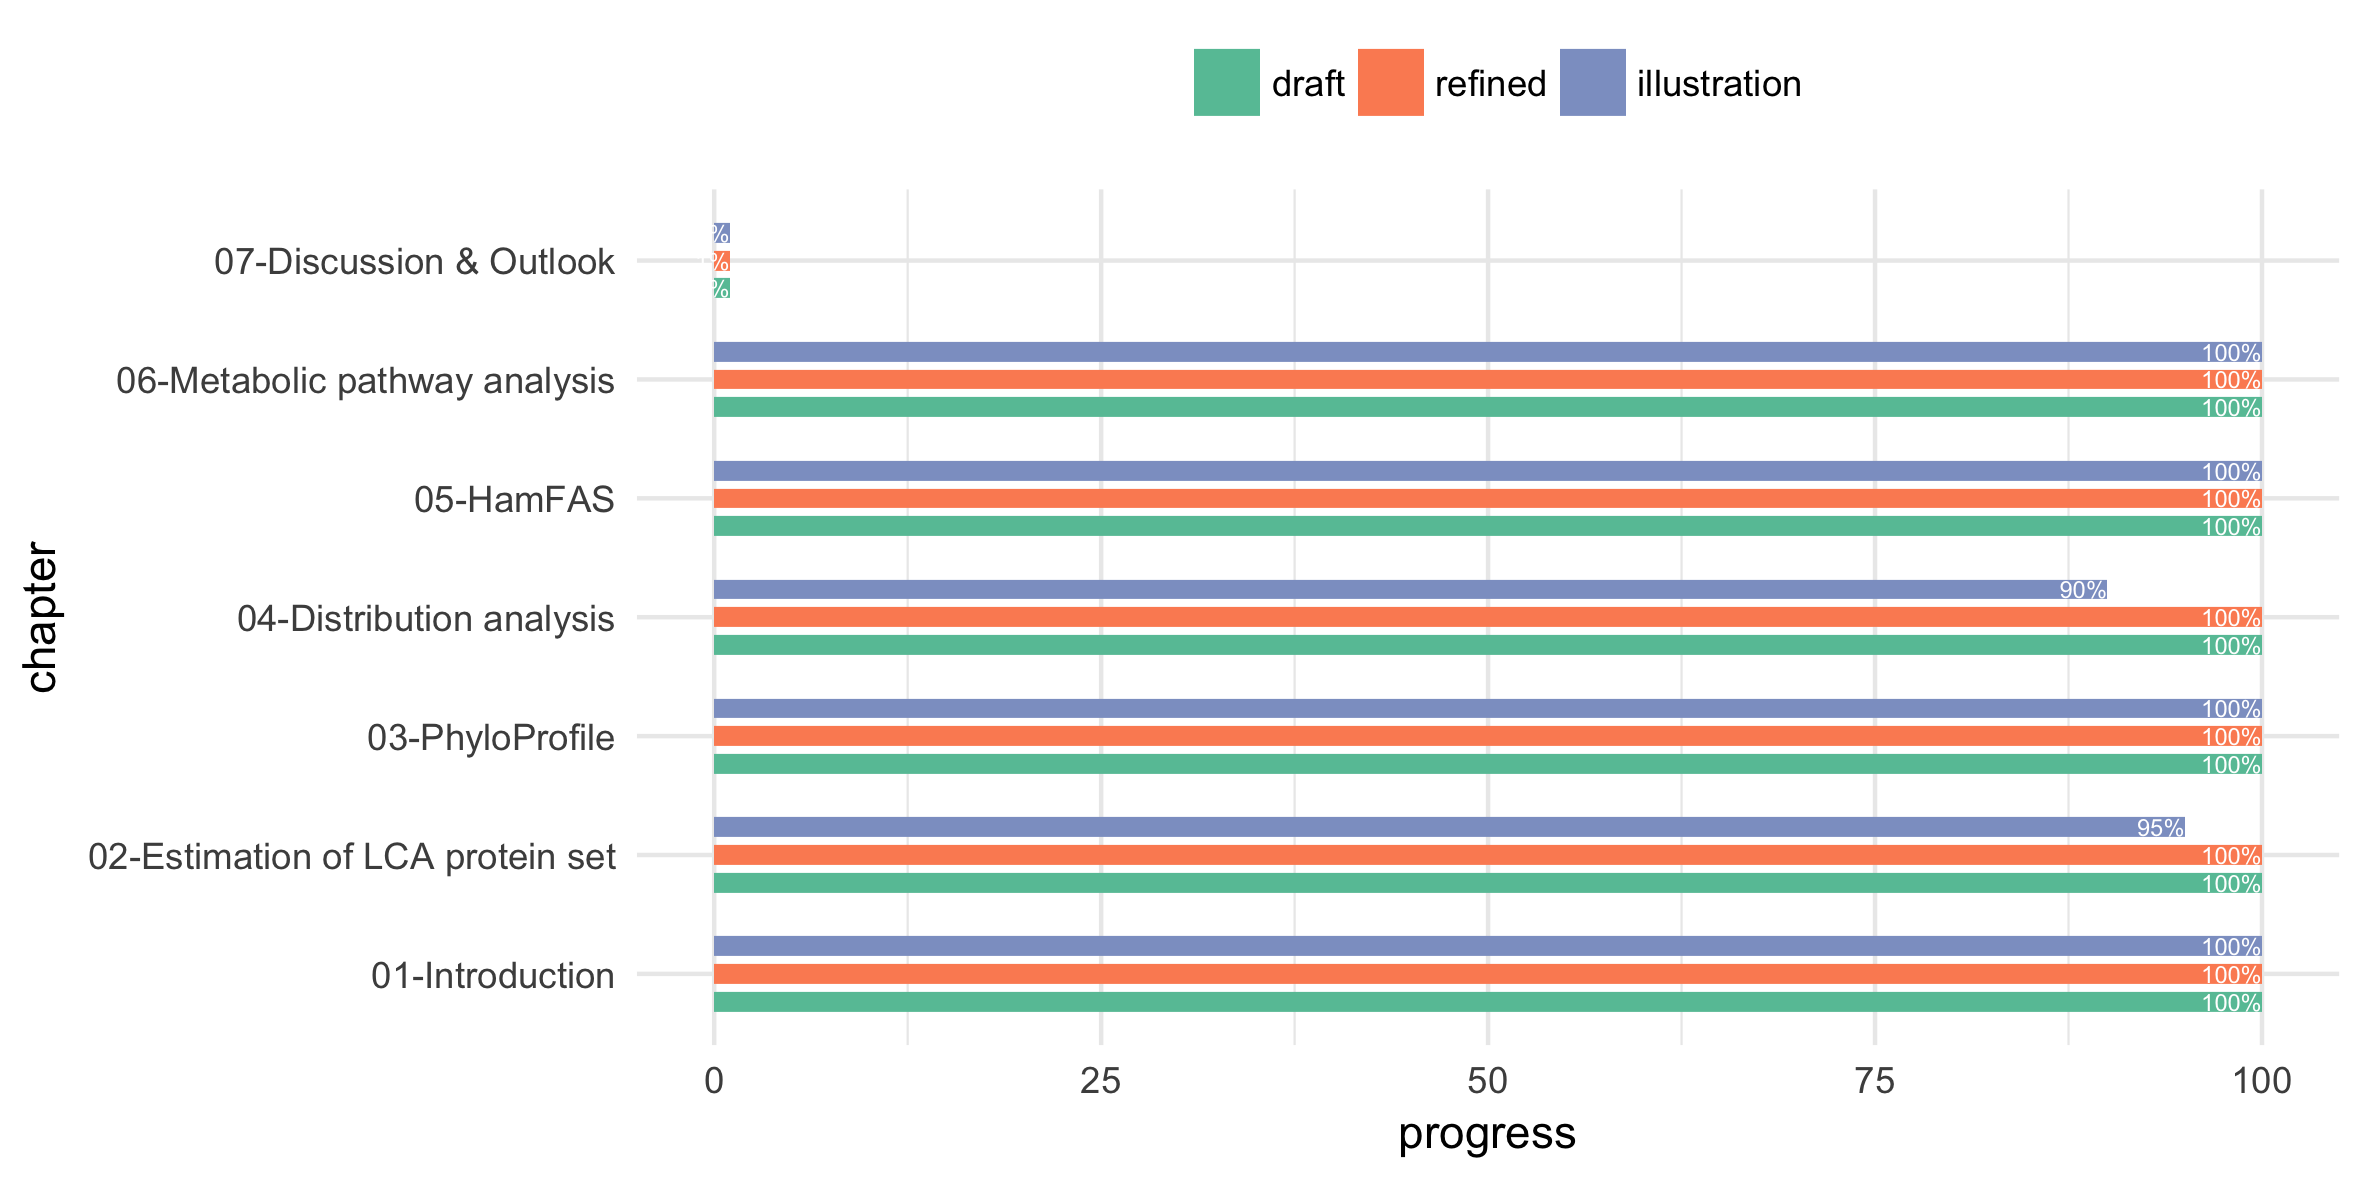 draft refined illustration
07-Discussion & Outlook
%
%
%
06-Metabolic pathway analysis
100%
100%
100%
05-HamFAS
100%
100%
100%
04-Distribution analysis
90%
100%
100%
03-PhyloProfile
100%
100%
100%
02-Estimation of LCA protein set
95%
100%
100%
01-Introduction
100%
100%
100%
0 25 50 75 100
progress
chapter